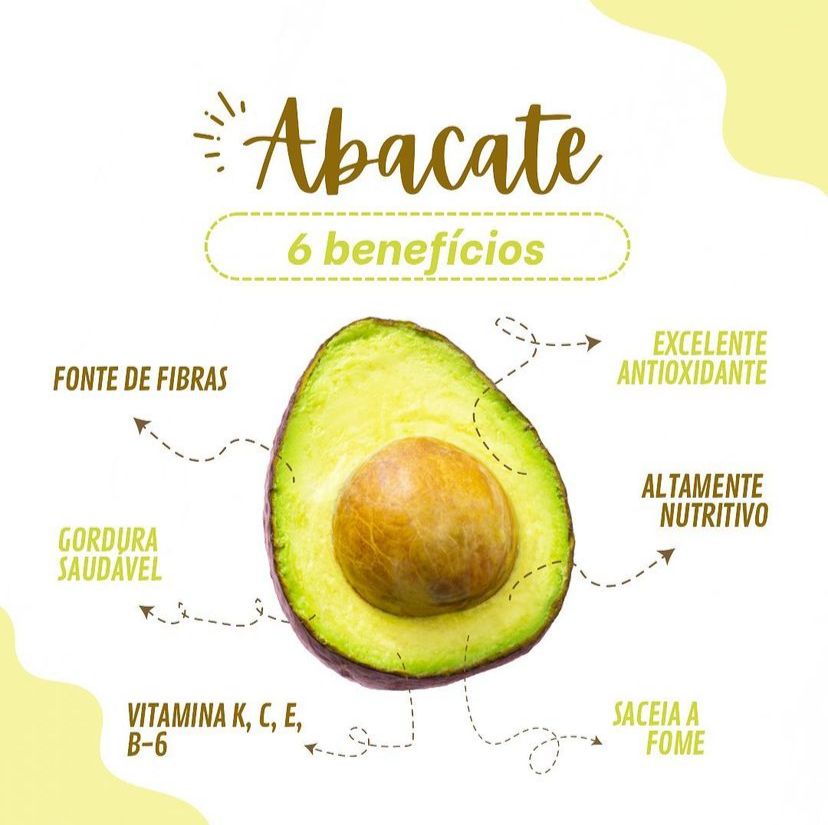 Abacate
6 benefícios
FONTE DE FIBRAS
EXCELENTE
ANTIOXIDANTE
ALTAMENTE
NUTRITIVO
GORDURA
SAUDÁVEL
VITAMINA K, C, E,
B-6
SACEIA A
FOME